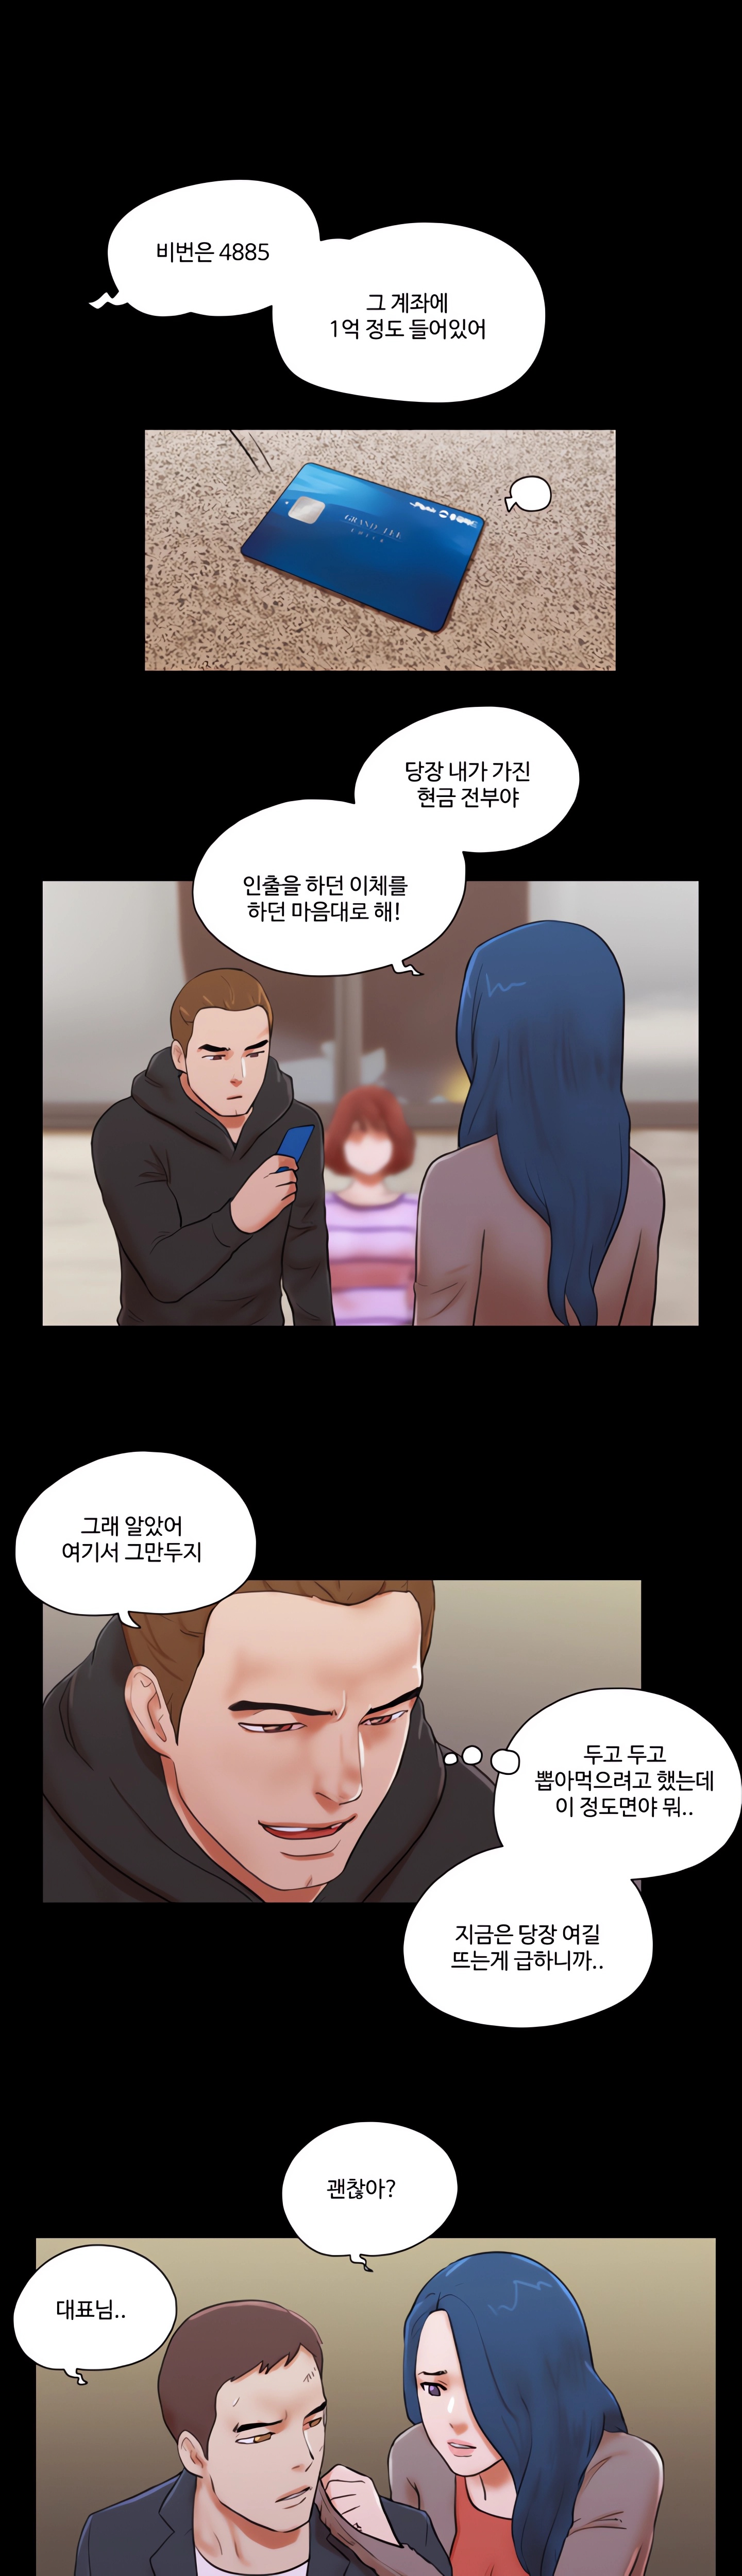 비번은 4885
그 계좌에
1억 정도 들어있어
GRAND LEE
당장 내가 가진
현금 전부야
인출을 하던 이체를
하던 마음대로 해!
그래 알았어
여기서 그만두지
두고 두고
뽑아먹으려고 했는데
이 정도면야 뭐..
지금은 당장 여길
뜨는게 급하니까..
괜찮아?
대표님..